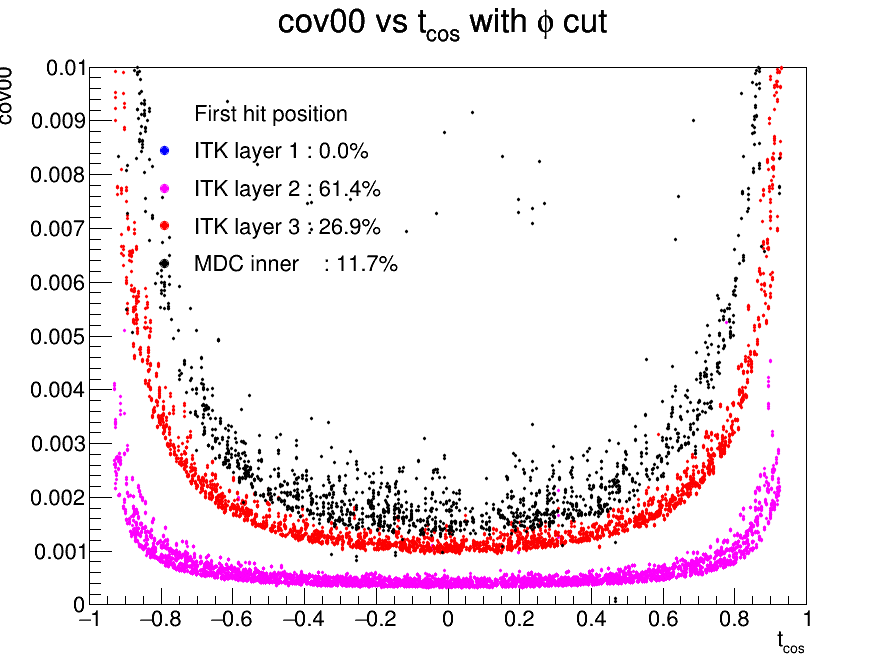 cov00 vs t_cos with ϕ cut
cov00
0.01
0.009
0.008
0.007
0.006
0.005
0.004
0.003
0.002
0.001
0
First hit position
ITK layer 1 : 0.0%
ITK layer 2 : 61.4%
ITK layer 3 : 26.9%
MDC inner : 11.7%
−1 −0.8 −0.6 −0.4 −0.2 0 0.2 0.4 0.6 0.8 1
t_cos